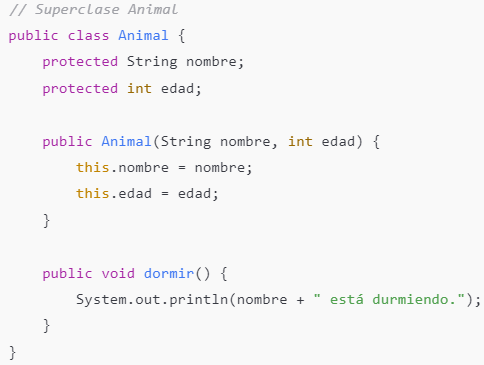 // Superclase Animal
public class Animal {
    protected String nombre;
    protected int edad;

    public Animal(String nombre, int edad) {
        this.nombre = nombre;
        this.edad = edad;
    }

    public void dormir() {
        System.out.println(nombre + " está durmiendo.");
    }
}